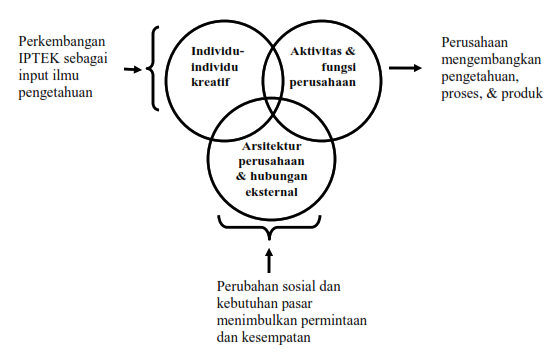 Perkembangan
IPTEK sebagai
input ilmu
pengetahuan
Individu-
individu
kreatif
Aktivitas &
fungsi
perusahaan
Perusahaan
mengembangkan
pengetahuan,
proses, & produk
Arsitektur
perusahaan
& hubungan
eksternal
Perubahan sosial dan
kebutuhan pasar
menimbulkan permintaan
dan kesempatan